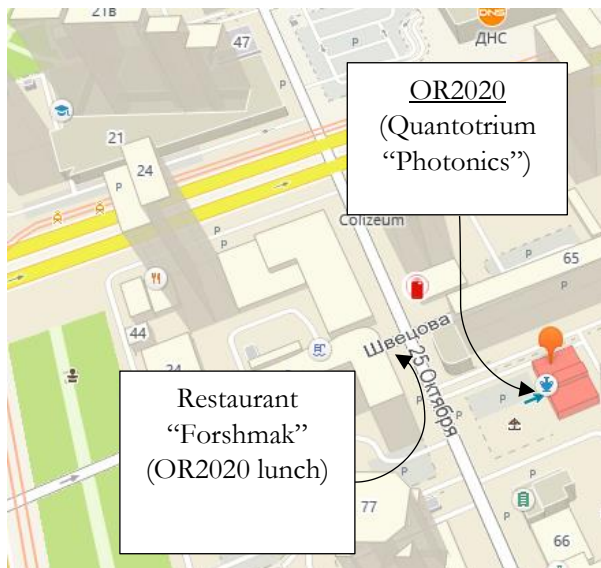 21в
DNS
ДНС
47
P
P
P
OR2020
(Quantotrium
“Photonics”)
21
24
P
P
P
Colizeum
65
P
P
44
24
Швецова
25 Октября
P
P
P
Restaurant
“Forshmak”
(OR2020 lunch)
P
P
77
P
P
66